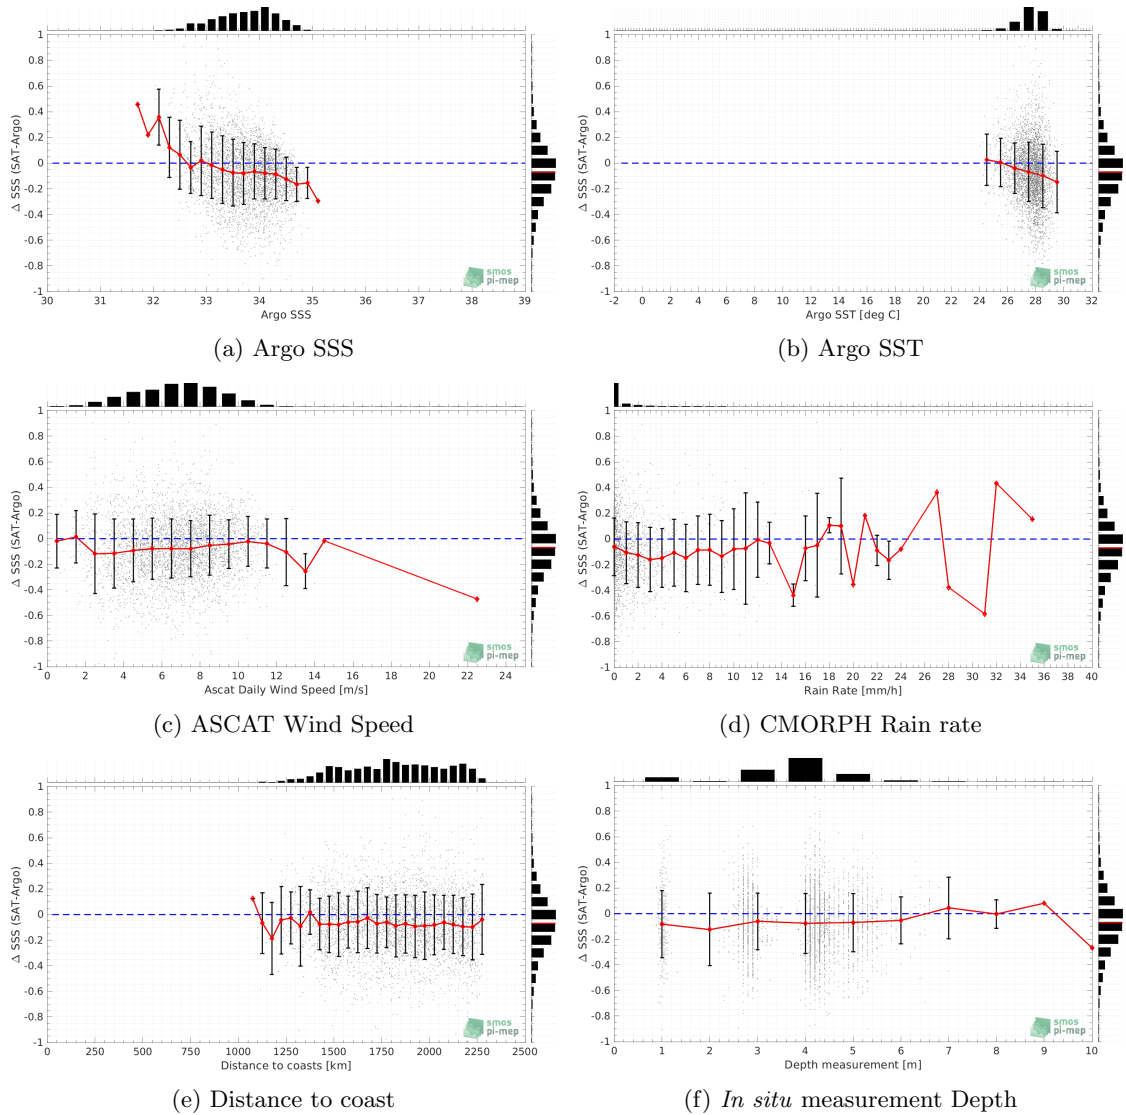 1
0.8
0.6
0.4
0.2
0
-0.2
-0.4
-0.6
-0.8
-1
Δ SSS (SAT-Argo)
smos
pi-mep
30 31 32 33 34 35 36 37 38 39
Argo SSS
(a) Argo SSS
1
0.8
0.6
0.4
0.2
0
-0.2
-0.4
-0.6
-0.8
-1
Δ SSS (SAT-Argo)
smos
pi-mep
-2 0 2 4 6 8 10 12 14 16 18 20 22 24 26 28 30 32
Argo SST [deg C]
(b) Argo SST
1
0.8
0.6
0.4
0.2
0
-0.2
-0.4
-0.6
-0.8
-1
Δ SSS (SAT-Argo)
smos
pi-mep
0 2 4 6 8 10 12 14 16 18 20 22 24
Ascat Daily Wind Speed [m/s]
(c) ASCAT Wind Speed
1
0.8
0.6
0.4
0.2
0
-0.2
-0.4
-0.6
-0.8
-1
Δ SSS (SAT-Argo)
smos
pi-mep
0 2 4 6 8 10 12 14 16 18 20 22 24 26 28 30 32 34 36 38 40
Rain Rate [mm/h]
(d) CMORPH Rain rate
1
0.8
0.6
0.4
0.2
0
-0.2
-0.4
-0.6
-0.8
-1
Δ SSS (SAT-Argo)
smos
pi-mep
0 250 500 750 1000 1250 1500 1750 2000 2250 2500
Distance to coasts [km]
(e) Distance to coast
1
0.8
0.6
0.4
0.2
0
-0.2
-0.4
-0.6
-0.8
-1
Δ SSS (SAT-Argo)
smos
pi-mep
0 1 2 3 4 5 6 7 8 9 10
Depth measurement [m]
(f) In situ measurement Depth